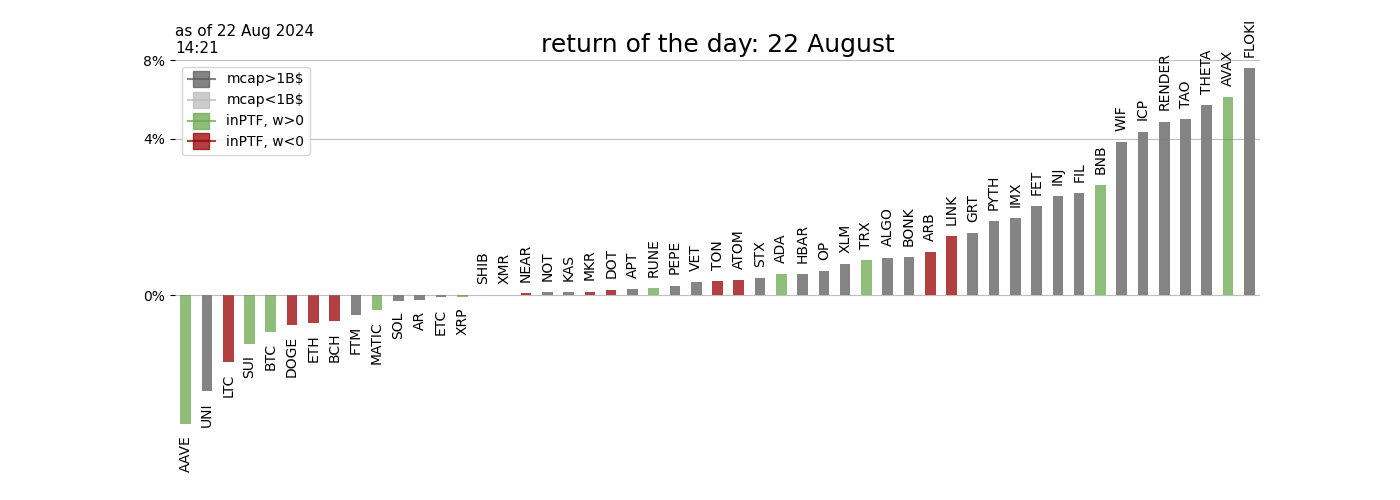 as of 22 Aug 2024
14:21
return of the day: 22 August
8%
4%
0%
mcap>1B$
mcap<1B$
inPTF, w>0
inPTF, w<0
AAVE
UNI
LTC
SUI
BTC
DOGE
ETH
BCH
FTM
MATIC
SOL
AR
ETC
XRP
SHIB
XMR
NEAR
NOT
KAS
MKR
DOT
APT
RUNE
PEPE
VET
TON
ATOM
STX
ADA
HBAR
OP
XLM
TRX
ALGO
BONK
ARB
LINK
GRT
PYTH
IMX
FET
INJ
FIL
BNB
WIF
ICP
RENDER
TAO
THETA
AVAX
FLOKI